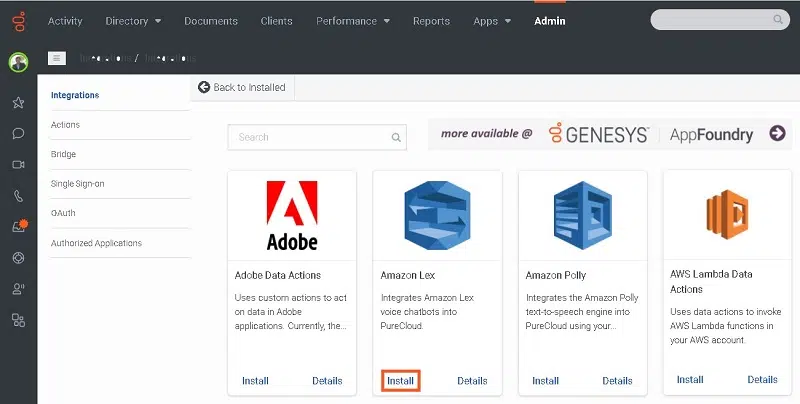 Activity Directory Documents Clients Performance Reports Apps Admin
Integrations
Actions
Bridge
Single Sign-on
OAuth
Authorized Applications
Back to Installed
Search
more available @ GENESYS AppFoundry
Adobe
Adobe Data Actions
Uses custom actions to act
on data in Adobe
applications. Currently, the...
Install Details
Amazon Lex
Integrates Amazon Lex
voice chatbots into
PureCloud
Install Details
Amazon Polly
Integrates the Amazon Polly
text-to-speech engine into
PureCloud using your...
Install Details
AWS Lambda Data
Actions
Uses data actions to invoke
AWS Lambda functions in
your AWS account.
Install Details